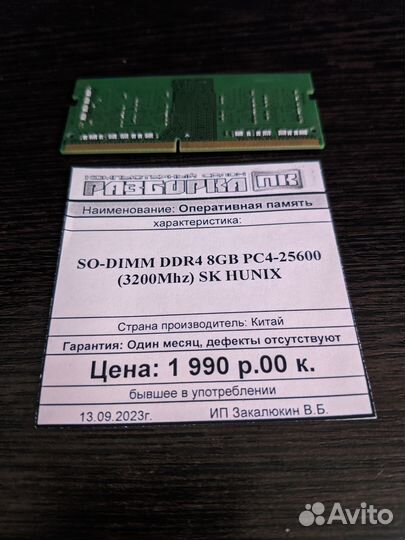 КОМПЬЮТЕРНЫЙ САЛОН
РАЗБОРКА ПК
Наименование: Оперативная память
характеристика:
SO-DIMM DDR4 8GB PC4-25600
(3200Mhz) SK HUNIX
Страна производитель: Китай
Гарантия: Один месяц, дефекты отсутствуют
Цена: 1 990 р.00 к.
бывшее в употреблении
13.09.2023г. ИП Закалюкин В.Б.
Avito